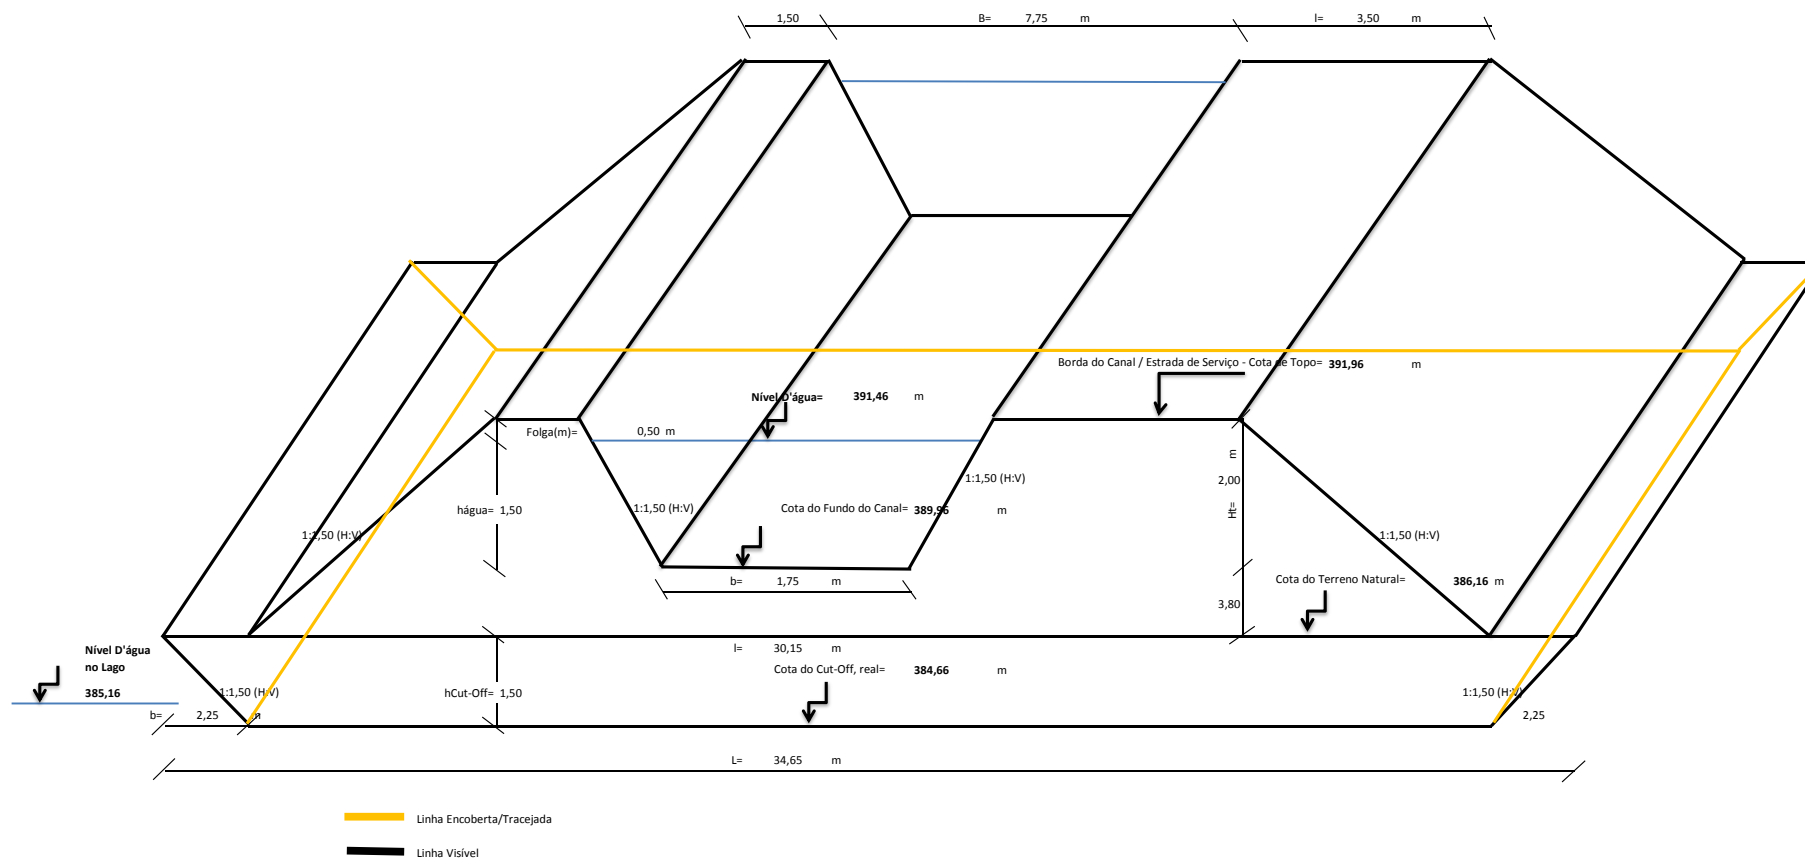 1,50 B= 7,75 m l= 3,50 m
Borda do Canal / Estrada de Serviço - Cota de Topo= 391,96 m
Nível D'água= 391,46 m
Folga(m)= 0,50 m
1:1,50 (H:V)
m
2,00
Ht=
hágua= 1,50
1:1,50 (H:V)
Cota do Fundo do Canal= 389,96 m
1:1,50 (H:V)
1:1,50 (H:V)
b= 1,75 m
Cota do Terreno Natural= 386,16 m
3,80
Nível D'água
no Lago
385,16
l= 30,15 m
Cota do Cut-Off, real= 384,66 m
1:1,50 (H:V)
hCut-Off= 1,50
1:1,50 (H:V)
b= 2,25 m
2,25
L= 34,65 m
Linha Encoberta/Tracejada
Linha Visível